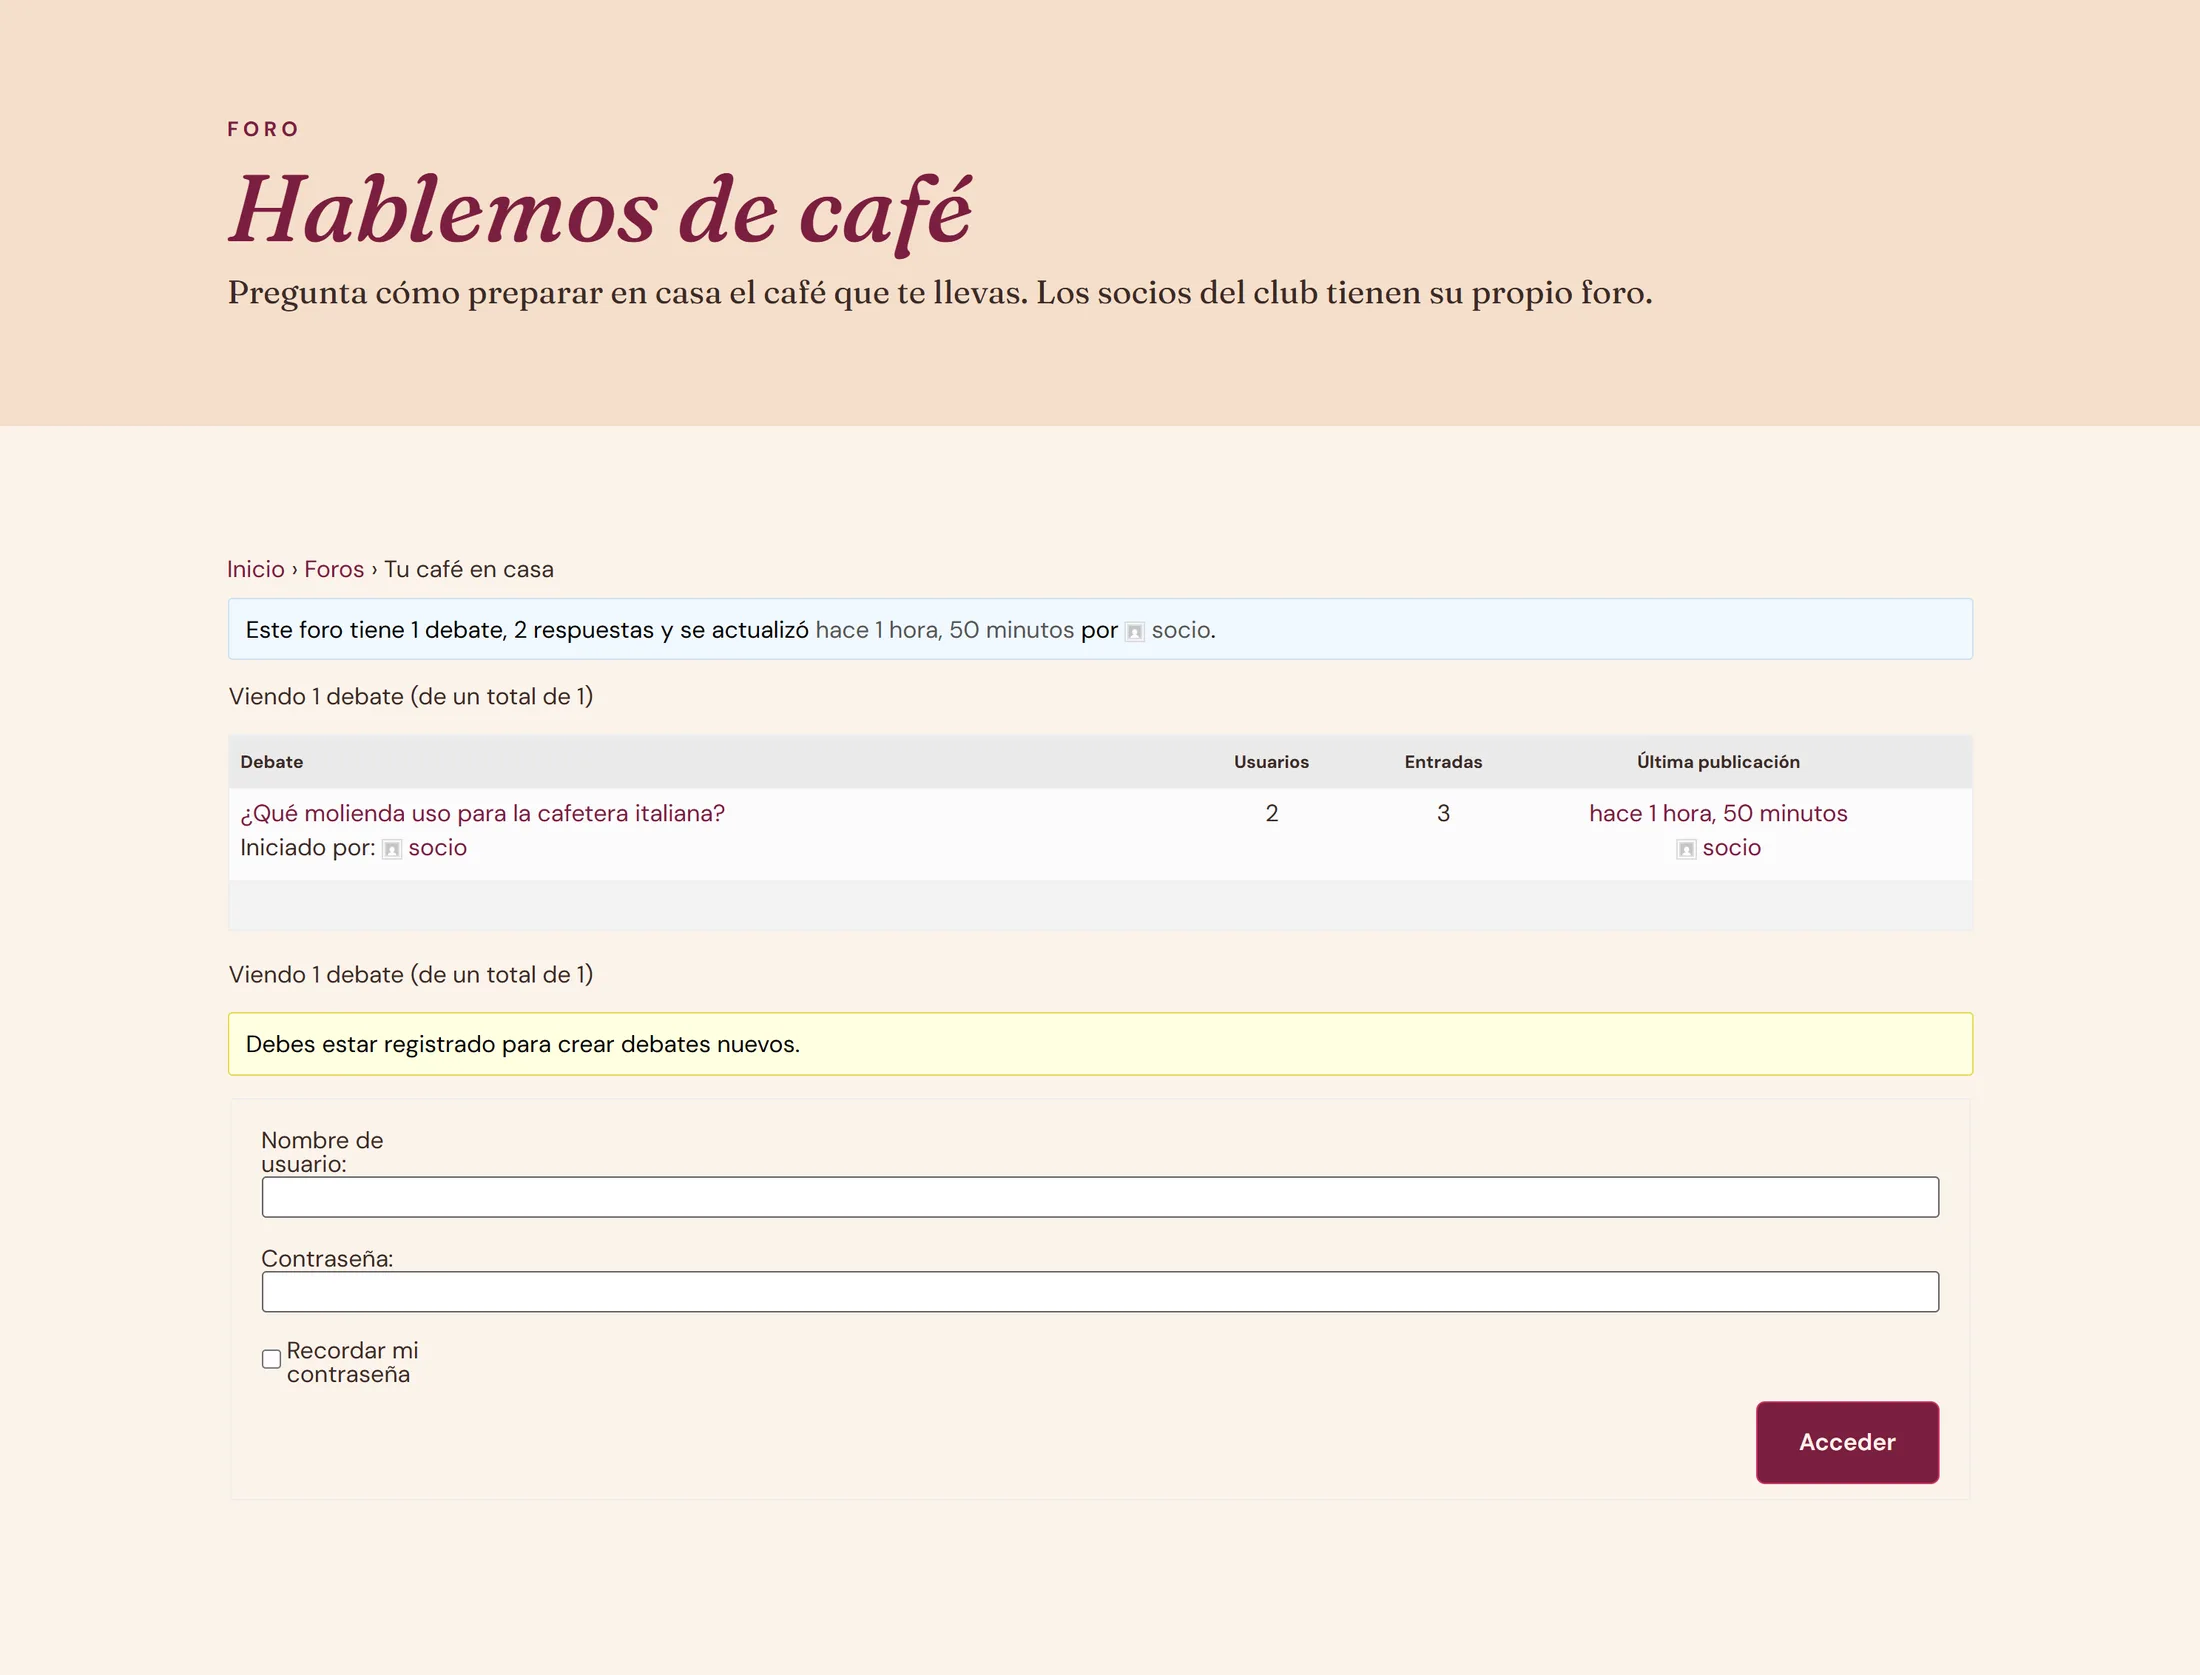 FORO
Hablemos de café
Pregunta cómo preparar en casa el café que te llevas. Los socios del club tienen su propio foro.
Inicio › Foros › Tu café en casa
Este foro tiene 1 debate, 2 respuestas y se actualizó hace 1 hora, 50 minutos por socio.
Viendo 1 debate (de un total de 1)
Debate Usuarios Entradas Última publicación
¿Qué molienda uso para la cafetera italiana? 2 3 hace 1 hora, 50 minutos
Iniciado por: socio socio
Viendo 1 debate (de un total de 1)
Debes estar registrado para crear debates nuevos.
Nombre de
usuario:
Contraseña:
Recordar mi
contraseña
Acceder